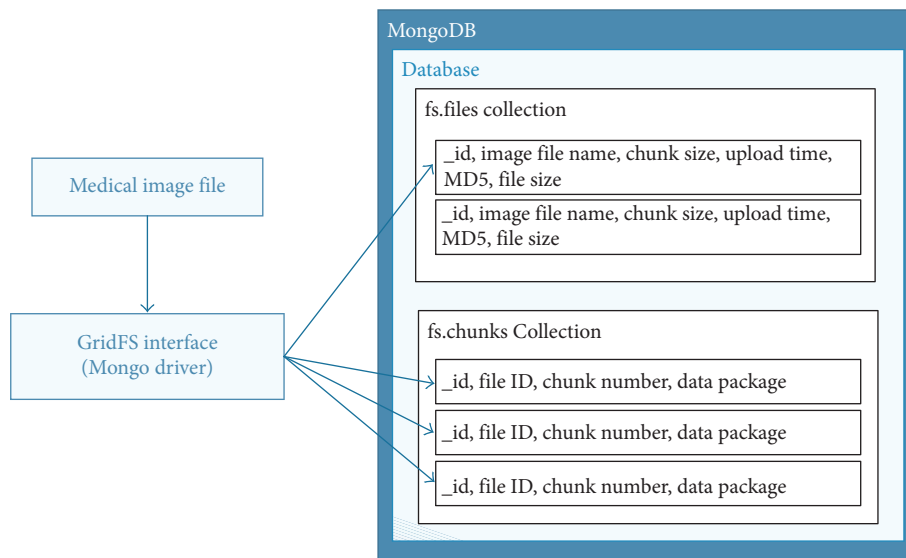 MongoDB
Database
fs.files collection
_id, image file name, chunk size, upload time,
MD5, file size
_id, image file name, chunk size, upload time,
MD5, file size
Medical image file
GridFS interface
(Mongo driver)
fs.chunks Collection
_id, file ID, chunk number, data package
_id, file ID, chunk number, data package
_id, file ID, chunk number, data package